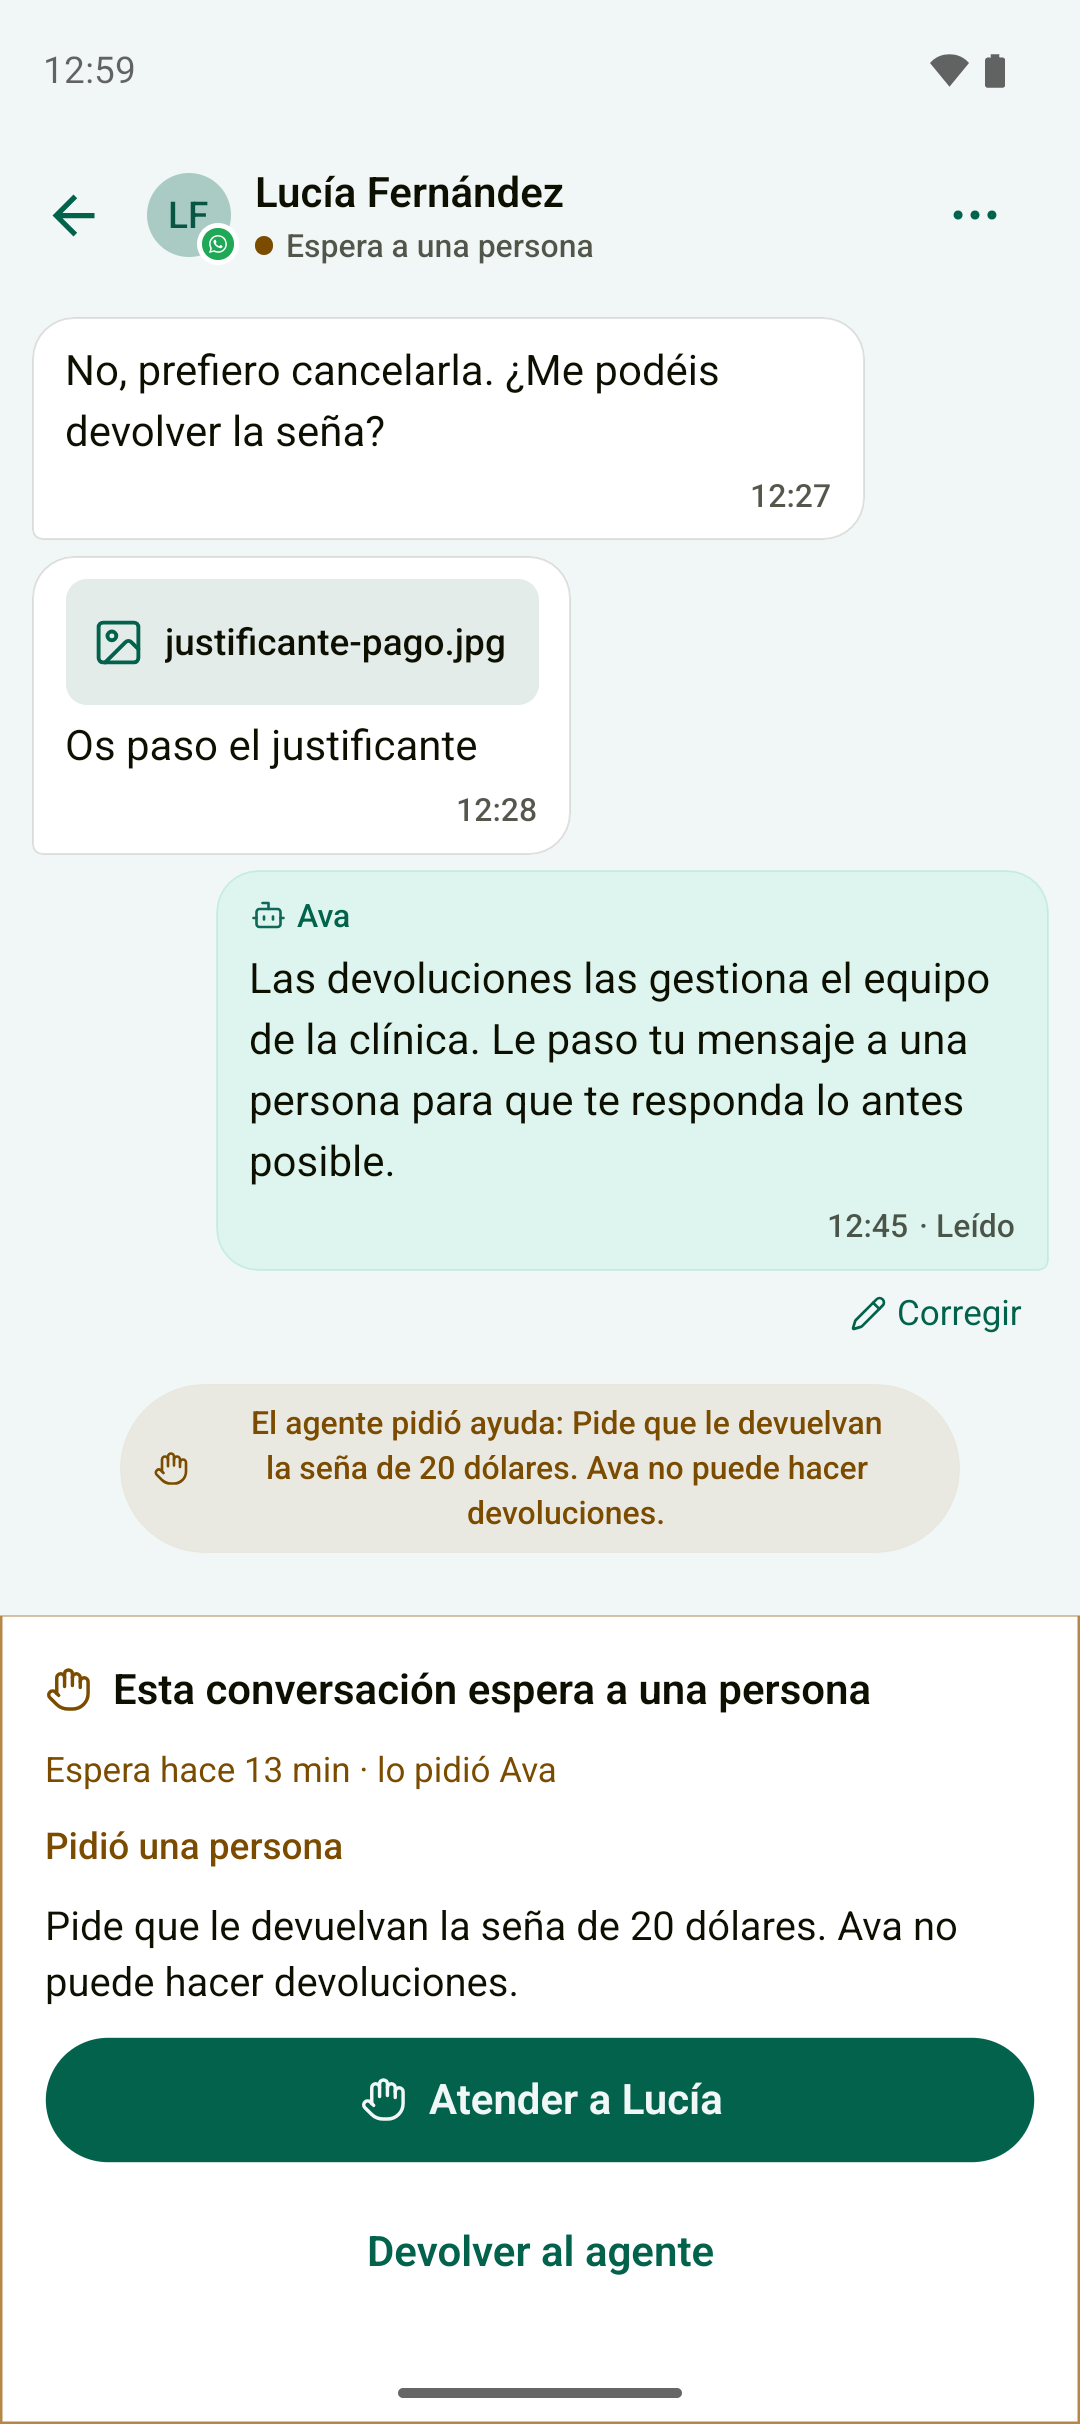 12:59
LF
Lucía Fernández
Espera a una persona
No, prefiero cancelarla. ¿Me podéis
devolver la seña?
12:27
justificante-pago.jpg
Os paso el justificante
12:28
Ava
Las devoluciones las gestiona el equipo
de la clínica. Le paso tu mensaje a una
persona para que te responda lo antes
posible.
12:45 · Leído
Corregir
El agente pidió ayuda: Pide que le devuelvan
la seña de 20 dólares. Ava no puede hacer
devoluciones.
Esta conversación espera a una persona
Espera hace 13 min · lo pidió Ava
Pidió una persona
Pide que le devuelvan la seña de 20 dólares. Ava no
puede hacer devoluciones.
Atender a Lucía
Devolver al agente